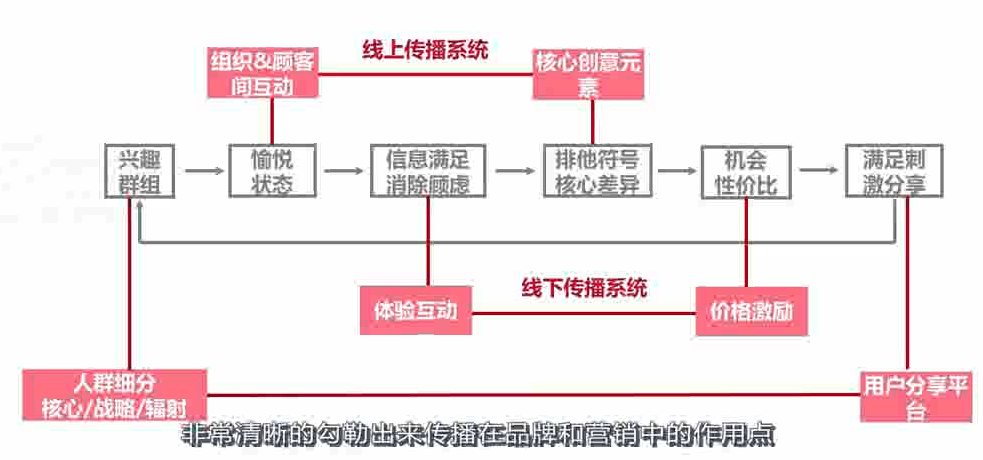 线上传播系统
组织&顾客
间互动
核心创意元
素
兴趣
群组
愉悦
状态
信息满足
消除顾虑
排他符号
核心差异
机会
性价比
满足刺
激分享
线下传播系统
体验互动
价格激励
人群细分
核心/战略/辐射
用户分享平
台
非常清晰的勾勒出来传播在品牌和营销中的作用点